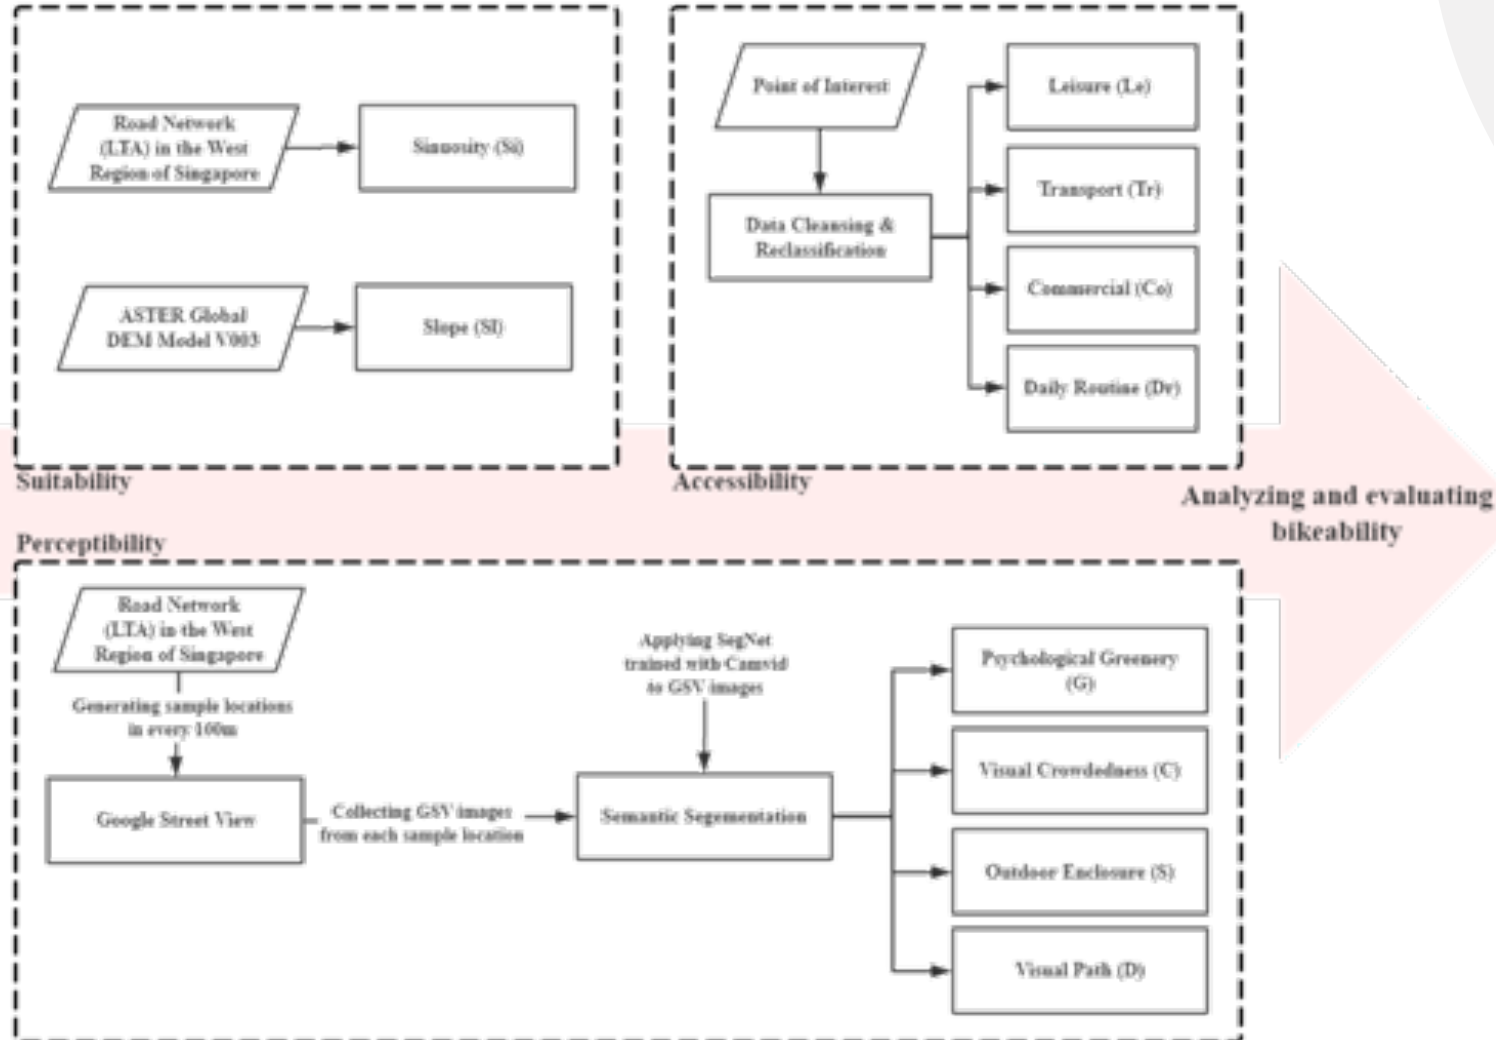 Road Network
(LTA) in the West
Region of Singapore
Sinuosity (Si)
ASTER Global
DEM Model V003
Slope (Sl)
Suitability
Point of Interest
Data Cleansing &
Reclassification
Leisure (Le)
Transport (Tr)
Commercial (Co)
Daily Routine (Dr)
Accessibility
Analyzing and evaluating
bikeability
Perceptibility
Road Network
(LTA) in the West
Region of Singapore
Generating sample locations
in every 100m
Google Street View
Collecting GSV images
from each sample location
Applying SegNet
trained with Camvid
to GSV images
Semantic Segementation
Psychological Greenery
(G)
Visual Crowdedness (C)
Outdoor Enclosure (S)
Visual Path (D)